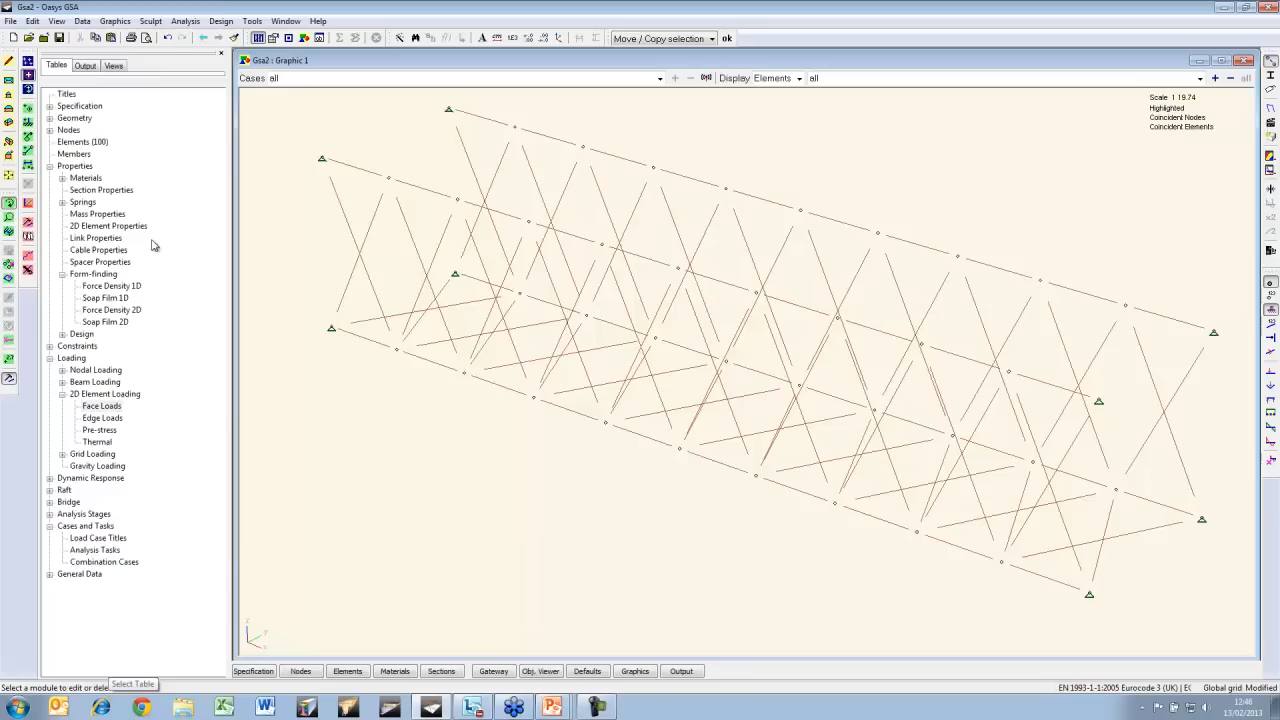 Gsa2 - Oasys GSA
File Edit View Data Graphics Sculpt Analysis Design Tools Window Help
Move / Copy selection ok
Tables Output Views
Gsa2 : Graphic 1
Cases all Display Elements all
Scale 1 19.74
Highlighted
Coincident Nodes
Coincident Elements
Titles
Specification
Geometry
Nodes
Elements (100)
Members
Properties
Materials
Section Properties
Springs
Mass Properties
2D Element Properties
Link Properties
Cable Properties
Spacer Properties
Form-finding
Force Density 1D
Soap Film 1D
Force Density 2D
Soap Film 2D
Design
Constraints
Loading
Nodal Loading
Beam Loading
2D Element Loading
Face Loads
Edge Loads
Pre-stress
Thermal
Grid Loading
Gravity Loading
Dynamic Response
Raft
Bridge
Analysis Stages
Cases and Tasks
Load Case Titles
Analysis Tasks
Combination Cases
General Data
z y x
Specification Nodes Elements Materials Sections Gateway Obj. Viewer Defaults Graphics Output
Select a module to edit or dele
Select Table
EN 1993-1-1:2005 Eurocode 3 (UK) | EC Global grid Modified
12:46
13/02/2013